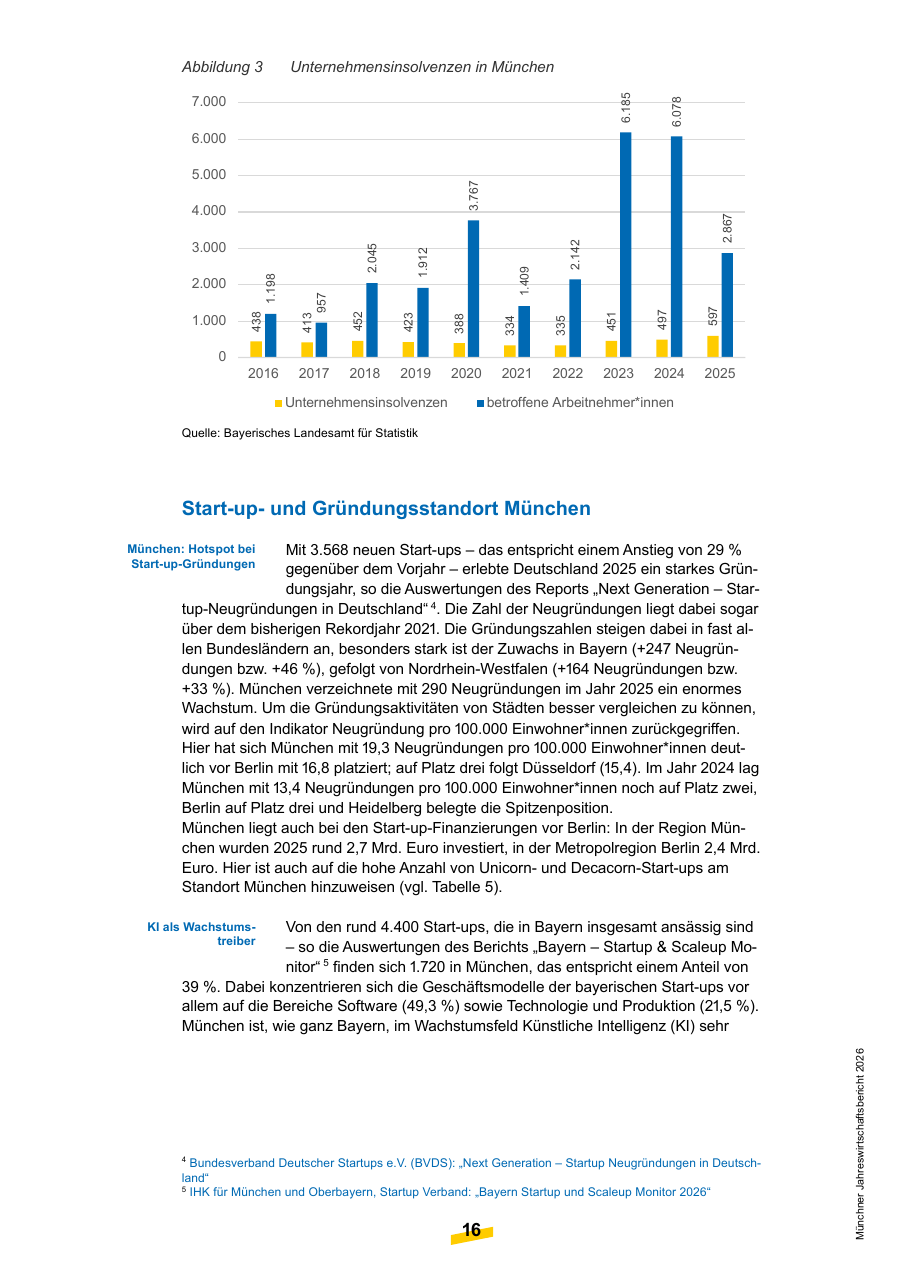 Abbildung 3 Unternehmensinsolvenzen in München
7.000
6.000
5.000
4.000
3.000
2.000
1.000
0
438
1.198
413
957
452
2.045
423
1.912
388
3.767
334
1.409
335
2.142
451
6.185
497
6.078
597
2.867
2016 2017 2018 2019 2020 2021 2022 2023 2024 2025
Unternehmensinsolvenzen betroffene Arbeitnehmer*innen
Quelle: Bayerisches Landesamt für Statistik
Start-up- und Gründungsstandort München
München: Hotspot bei
Start-up-Gründungen
Mit 3.568 neuen Start-ups – das entspricht einem Anstieg von 29 %
gegenüber dem Vorjahr – erlebte Deutschland 2025 ein starkes Grün-
dungsjahr, so die Auswertungen des Reports „Next Generation – Star-
tup-Neugründungen in Deutschland“ 4. Die Zahl der Neugründungen liegt dabei sogar
über dem bisherigen Rekordjahr 2021. Die Gründungszahlen steigen dabei in fast al-
len Bundesländern an, besonders stark ist der Zuwachs in Bayern (+247 Neugrün-
dungen bzw. +46 %), gefolgt von Nordrhein-Westfalen (+164 Neugründungen bzw.
+33 %). München verzeichnete mit 290 Neugründungen im Jahr 2025 ein enormes
Wachstum. Um die Gründungsaktivitäten von Städten besser vergleichen zu können,
wird auf den Indikator Neugründung pro 100.000 Einwohner*innen zurückgegriffen.
Hier hat sich München mit 19,3 Neugründungen pro 100.000 Einwohner*innen deut-
lich vor Berlin mit 16,8 platziert; auf Platz drei folgt Düsseldorf (15,4). Im Jahr 2024 lag
München mit 13,4 Neugründungen pro 100.000 Einwohner*innen noch auf Platz zwei,
Berlin auf Platz drei und Heidelberg belegte die Spitzenposition.
München liegt auch bei den Start-up-Finanzierungen vor Berlin: In der Region Mün-
chen wurden 2025 rund 2,7 Mrd. Euro investiert, in der Metropolregion Berlin 2,4 Mrd.
Euro. Hier ist auch auf die hohe Anzahl von Unicorn- und Decacorn-Start-ups am
Standort München hinzuweisen (vgl. Tabelle 5).
KI als Wachstums-
treiber
Von den rund 4.400 Start-ups, die in Bayern insgesamt ansässig sind
– so die Auswertungen des Berichts „Bayern – Startup & Scaleup Mo-
nitor“ 5 finden sich 1.720 in München, das entspricht einem Anteil von
39 %. Dabei konzentrieren sich die Geschäftsmodelle der bayerischen Start-ups vor
allem auf die Bereiche Software (49,3 %) sowie Technologie und Produktion (21,5 %).
München ist, wie ganz Bayern, im Wachstumsfeld Künstliche Intelligenz (KI) sehr
4 Bundesverband Deutscher Startups e.V. (BVDS): „Next Generation – Startup Neugründungen in Deutsch-
land“
5 IHK für München und Oberbayern, Startup Verband: „Bayern Startup und Scaleup Monitor 2026“
16
Münchner Jahreswirtschaftsbericht 2026